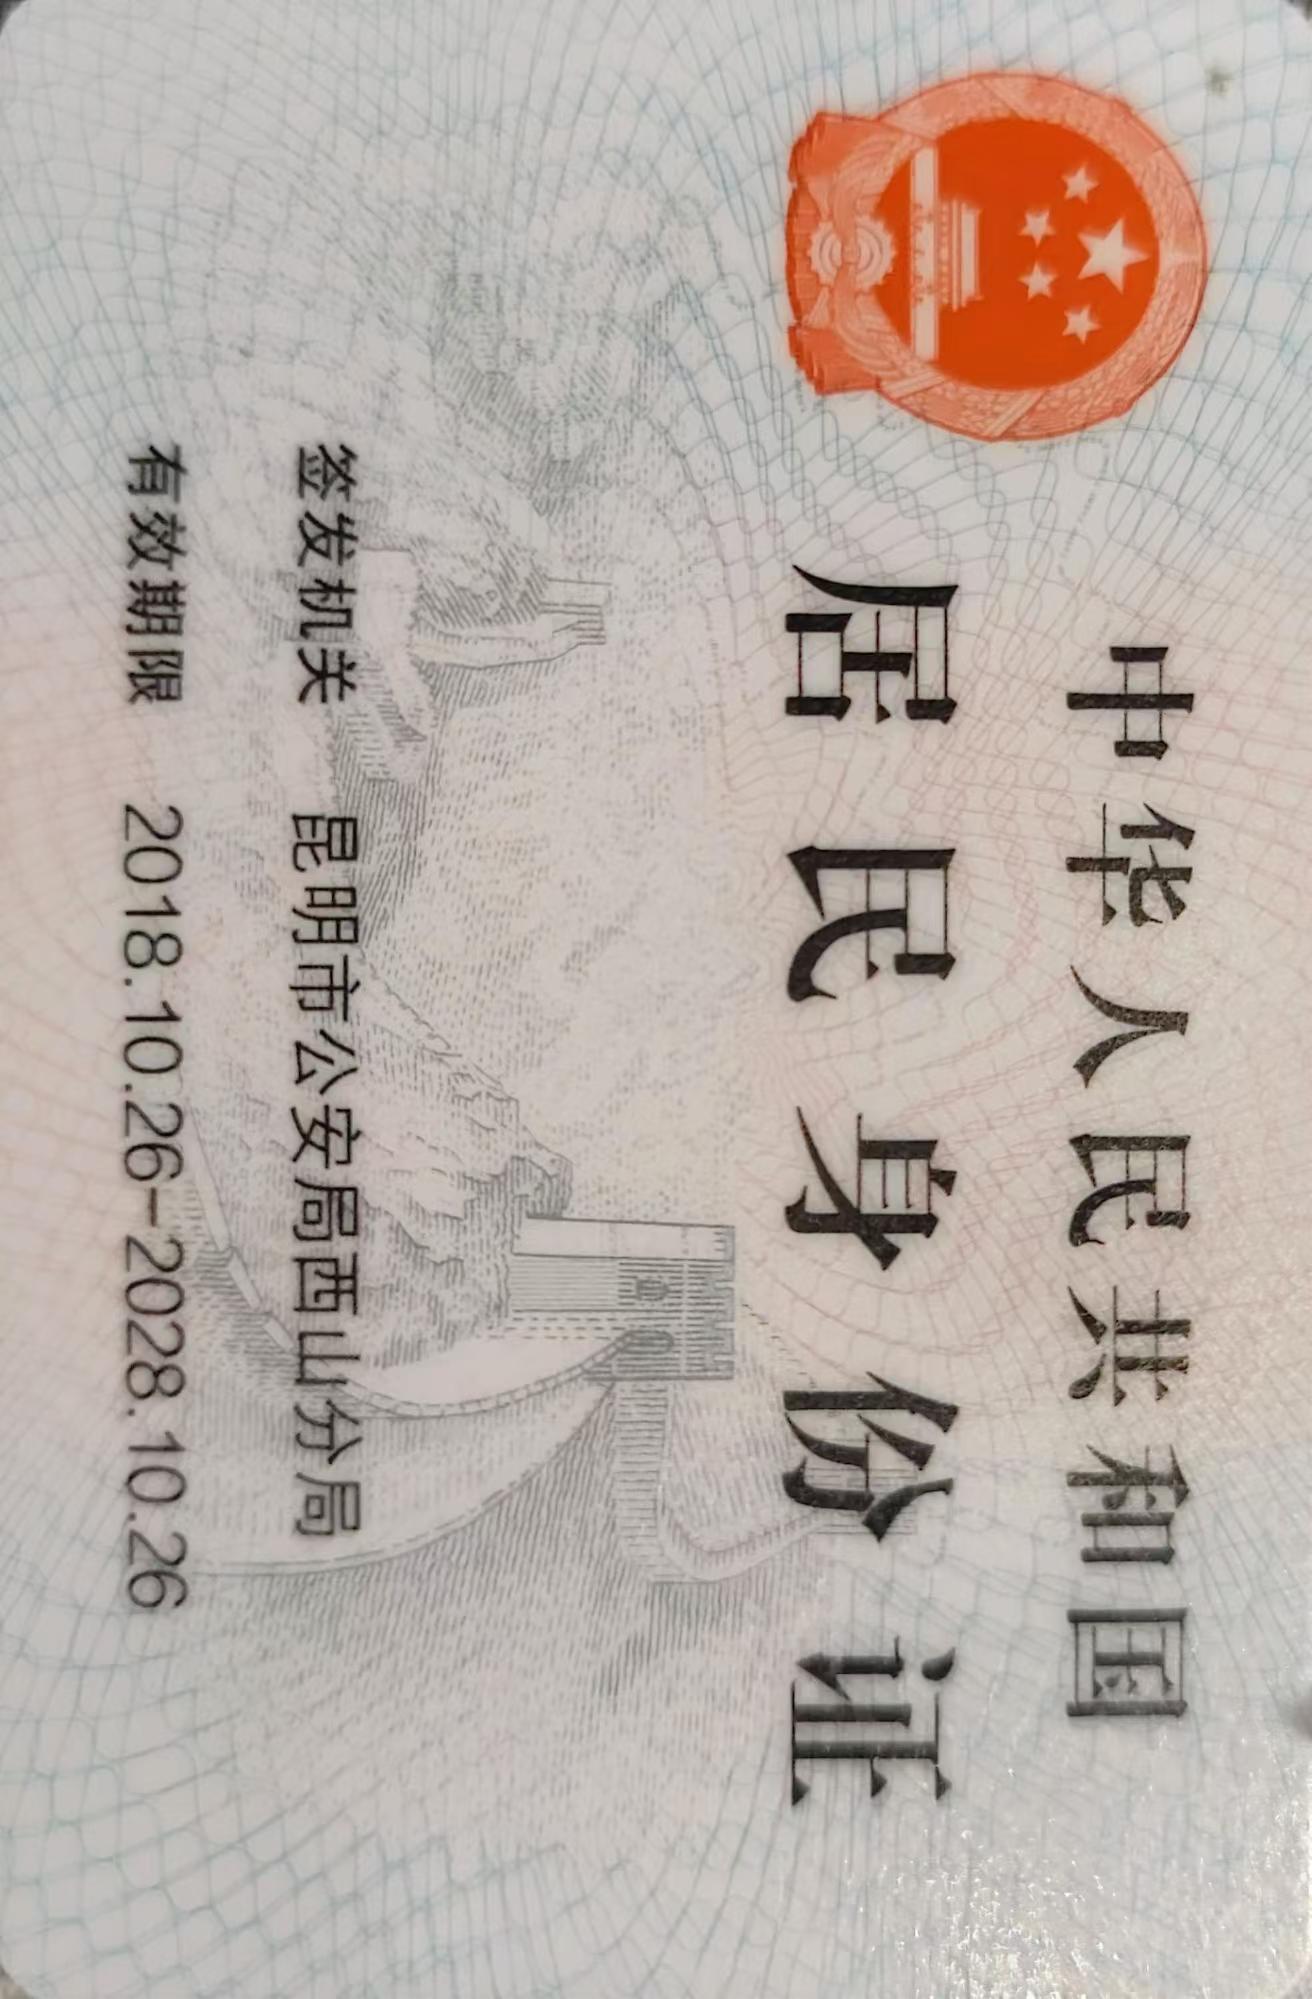 中华人民共和国
居民身份证
签发机关 昆明市公安局西山分局
有效期限 2018.10.26-2028.10.26